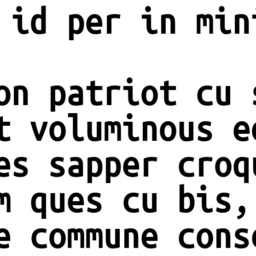 id per in mini
on patriot cu s
t voluminous e
es sapper croqu
m ques cu bis,
e commune cons